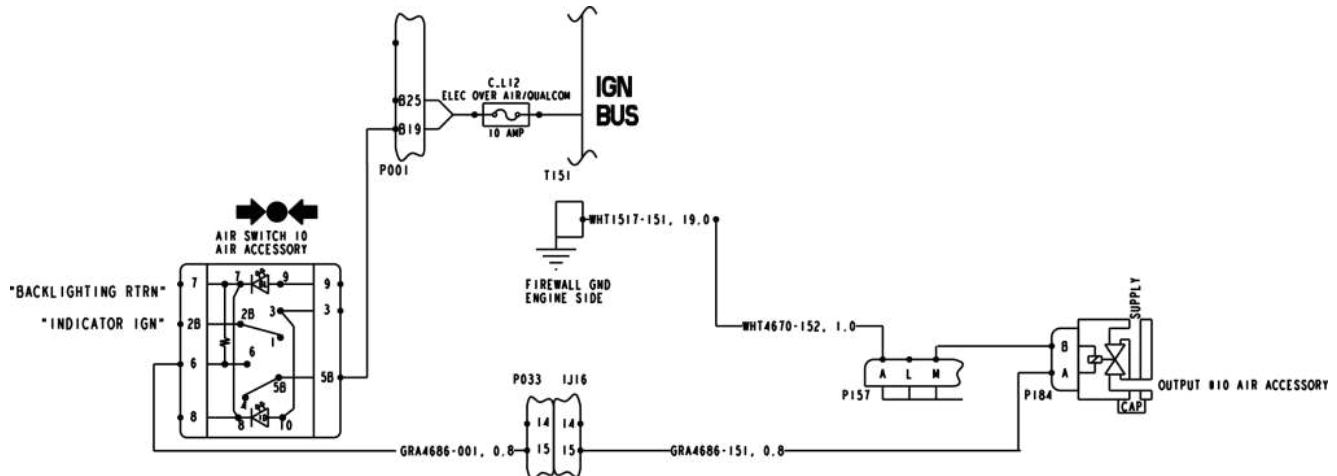 C_L12
ELEC OVER AIR/QUALCOM
IGN
BUS
B25
B19
10 AMP
P001
T151
WHT1517-151, 19.0
AIR SWITCH 10
AIR ACCESSORY
FIREWALL GND
ENGINE SIDE
7
7
9
9
"BACKLIGHTING RTRN"
3
3
2B
2B
"INDICATOR IGN"
1
6
6
5B
5B
4
8
8
10
WHT4670-152, 1.0
SUPPLY
B
A
A
L
M
P157
P184
OUTPUT #10 AIR ACCESSORY
CAP
P033
1J16
14
14
15
15
GRA4686-001, 0.8
GRA4686-151, 0.8